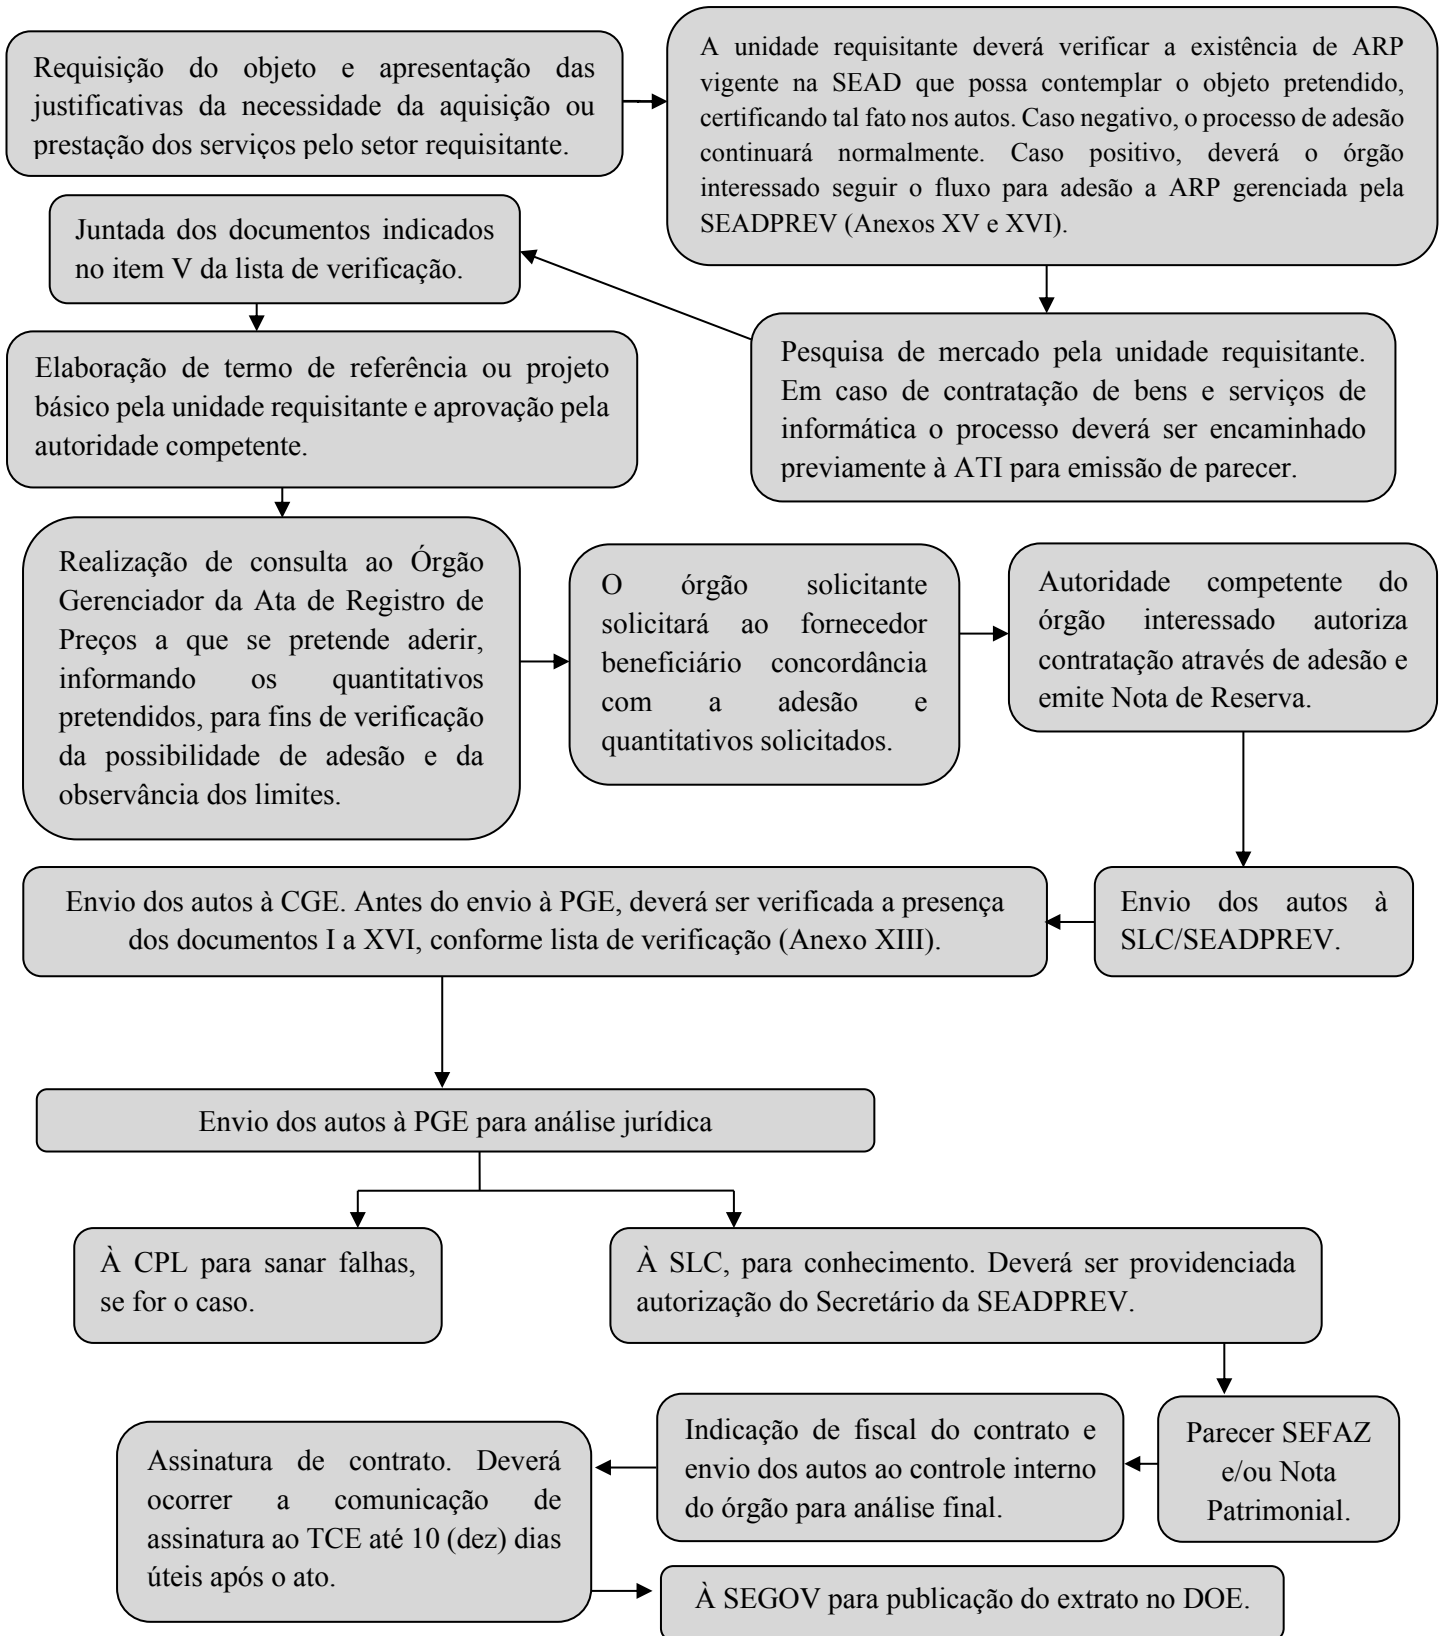 Requisição do objeto e apresentação das
justificativas da necessidade da aquisição ou
prestação dos serviços pelo setor requisitante.
A unidade requisitante deverá verificar a existência de ARP
vigente na SEAD que possa contemplar o objeto pretendido,
certificando tal fato nos autos. Caso negativo, o processo de adesão
continuará normalmente. Caso positivo, deverá o órgão
interessado seguir o fluxo para adesão a ARP gerenciada pela
SEADPREV (Anexos XV e XVI).
Pesquisa de mercado pela unidade requisitante.
Em caso de contratação de bens e serviços de
informática o processo deverá ser encaminhado
previamente à ATI para emissão de parecer.
Juntada dos documentos indicados
no item V da lista de verificação.
Elaboração de termo de referência ou projeto
básico pela unidade requisitante e aprovação pela
autoridade competente.
Realização de consulta ao Órgão
Gerenciador da Ata de Registro de
Preços a que se pretende aderir,
informando os quantitativos
pretendidos, para fins de verificação
da possibilidade de adesão e da
observância dos limites.
O órgão solicitante
solicitará ao fornecedor
beneficiário concordância
com a adesão e
quantitativos solicitados.
Autoridade competente do
órgão interessado autoriza
contratação através de adesão e
emite Nota de Reserva.
Envio dos autos à
SLC/SEADPREV.
Envio dos autos à CGE. Antes do envio à PGE, deverá ser verificada a presença
dos documentos I a XVI, conforme lista de verificação (Anexo XIII).
Envio dos autos à PGE para análise jurídica
À CPL para sanar falhas,
se for o caso.
À SLC, para conhecimento. Deverá ser providenciada
autorização do Secretário da SEADPREV.
Parecer SEFAZ
e/ou Nota
Patrimonial.
Indicação de fiscal do contrato e
envio dos autos ao controle interno
do órgão para análise final.
Assinatura de contrato. Deverá
ocorrer a comunicação de
assinatura ao TCE até 10 (dez) dias
úteis após o ato.
À SEGOV para publicação do extrato no DOE.